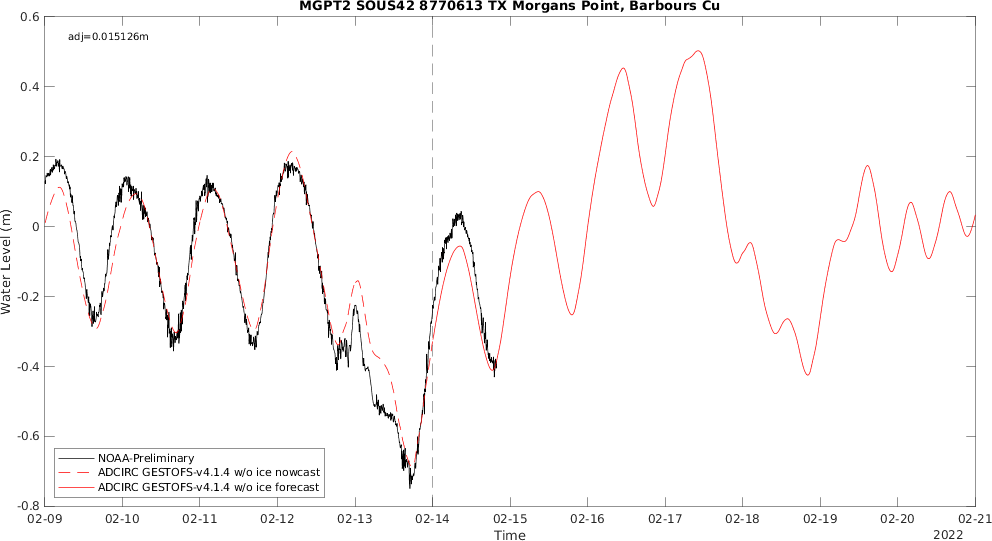 MGPT2 SOUS42 8770613 TX Morgans Point, Barbours Cu
adj=0.015126m
0.6
0.4
0.2
0
-0.2
-0.4
-0.6
-0.8
Water Level (m)
NOAA-Preliminary
ADCIRC GESTOFS-v4.1.4 w/o ice nowcast
ADCIRC GESTOFS-v4.1.4 w/o ice forecast
02-09 02-10 02-11 02-12 02-13 02-14 02-15 02-16 02-17 02-18 02-19 02-20 02-21
Time
2022